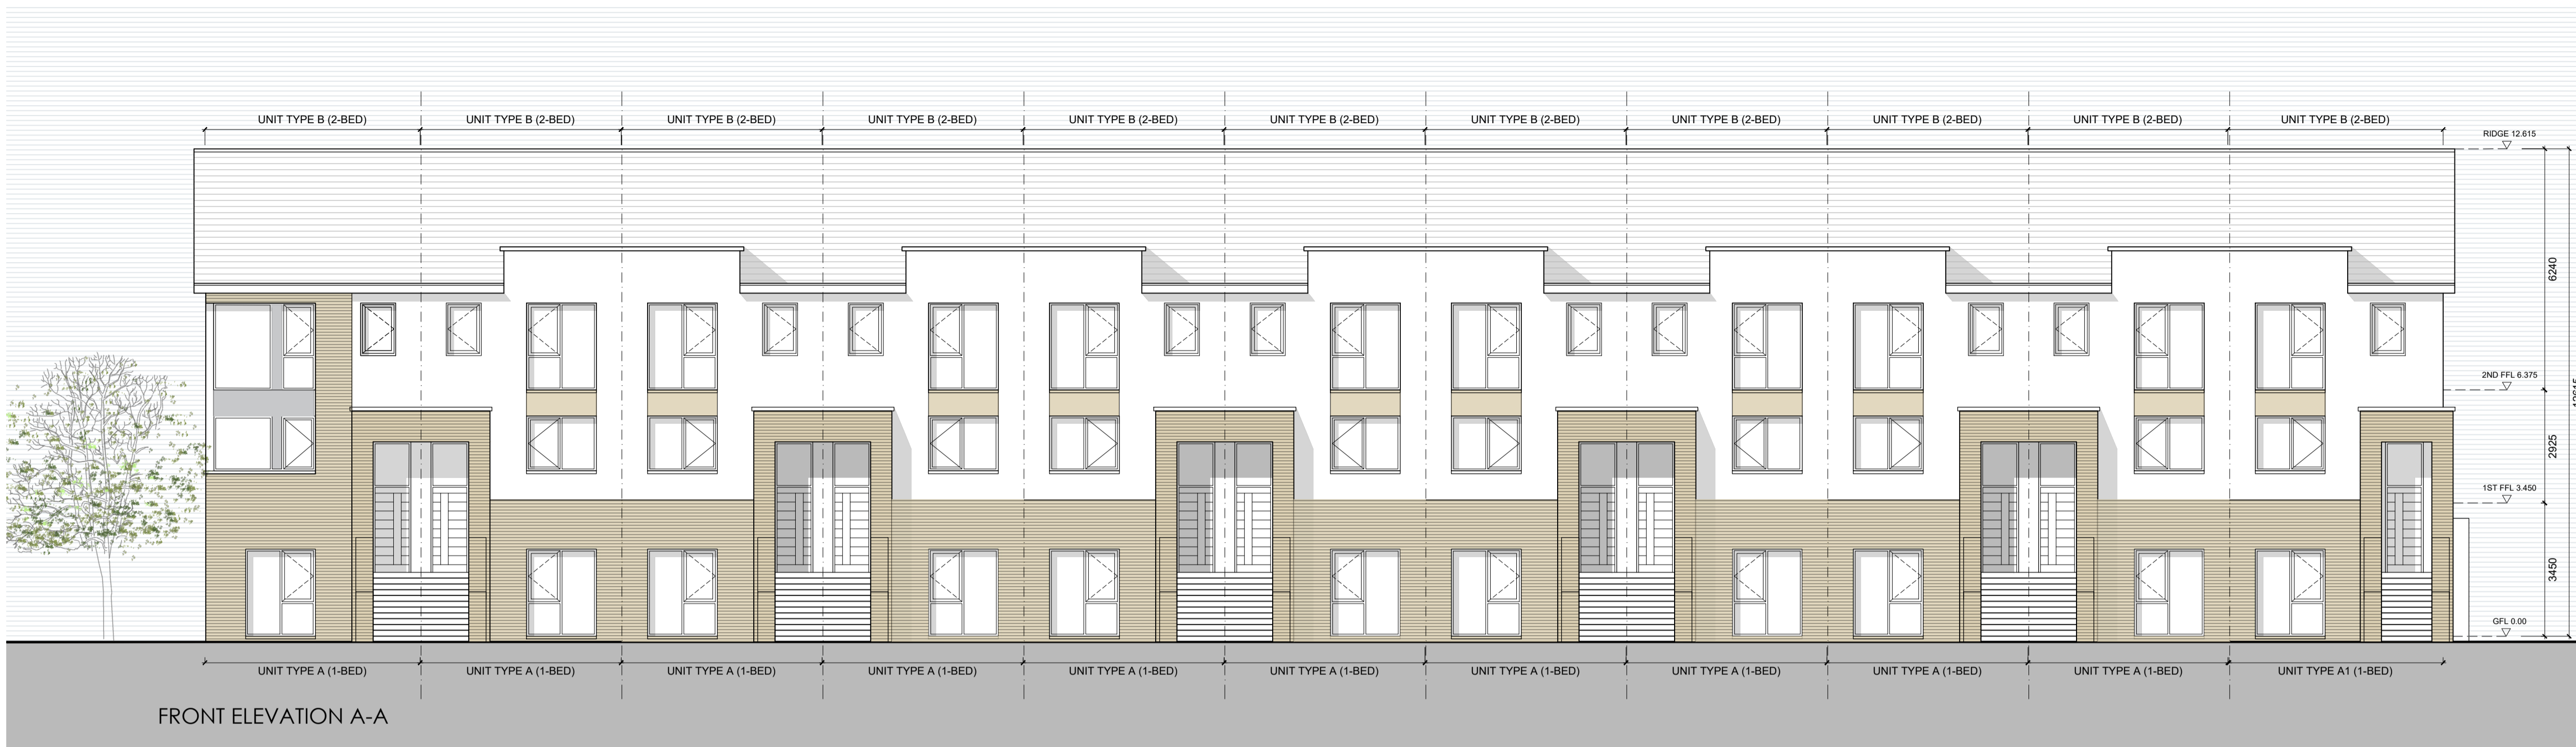 UNIT TYPE B (2-BED)
UNIT TYPE B (2-BED)
UNIT TYPE B (2-BED)
UNIT TYPE B (2-BED)
UNIT TYPE B (2-BED)
UNIT TYPE B (2-BED)
UNIT TYPE B (2-BED)
UNIT TYPE B (2-BED)
UNIT TYPE B (2-BED)
UNIT TYPE B (2-BED)
UNIT TYPE B (2-BED)
RIDGE 12.615
6240
2ND FFL 6.375
2925
1ST FFL 3.450
3450
GFL 0.00
UNIT TYPE A (1-BED)
UNIT TYPE A (1-BED)
UNIT TYPE A (1-BED)
UNIT TYPE A (1-BED)
UNIT TYPE A (1-BED)
UNIT TYPE A (1-BED)
UNIT TYPE A (1-BED)
UNIT TYPE A (1-BED)
UNIT TYPE A (1-BED)
UNIT TYPE A (1-BED)
UNIT TYPE A1 (1-BED)
FRONT ELEVATION A-A